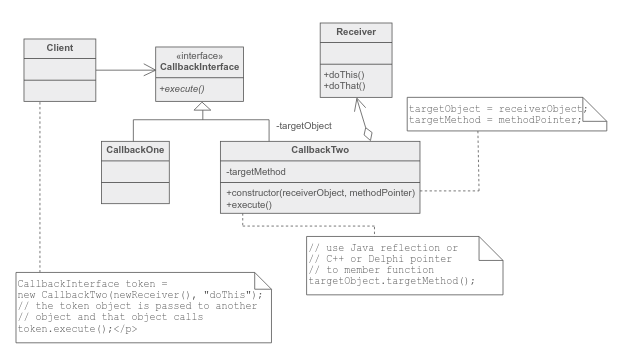 Client
«interface»
CallbackInterface
+execute()
Receiver
+doThis()
+doThat()
targetObject = receiverObject;
targetMethod = methodPointer;
-targetObject
CallbackOne
CallbackTwo
-targetMethod
+constructor(receiverObject, methodPointer)
+execute()
// use Java reflection or
// C++ or Delphi pointer
// to member function
targetObject.targetMethod();
CallbackInterface token =
new CallbackTwo(newReceiver(), "doThis");
// the token object is passed to another
// object and that object calls
token.execute();</p>